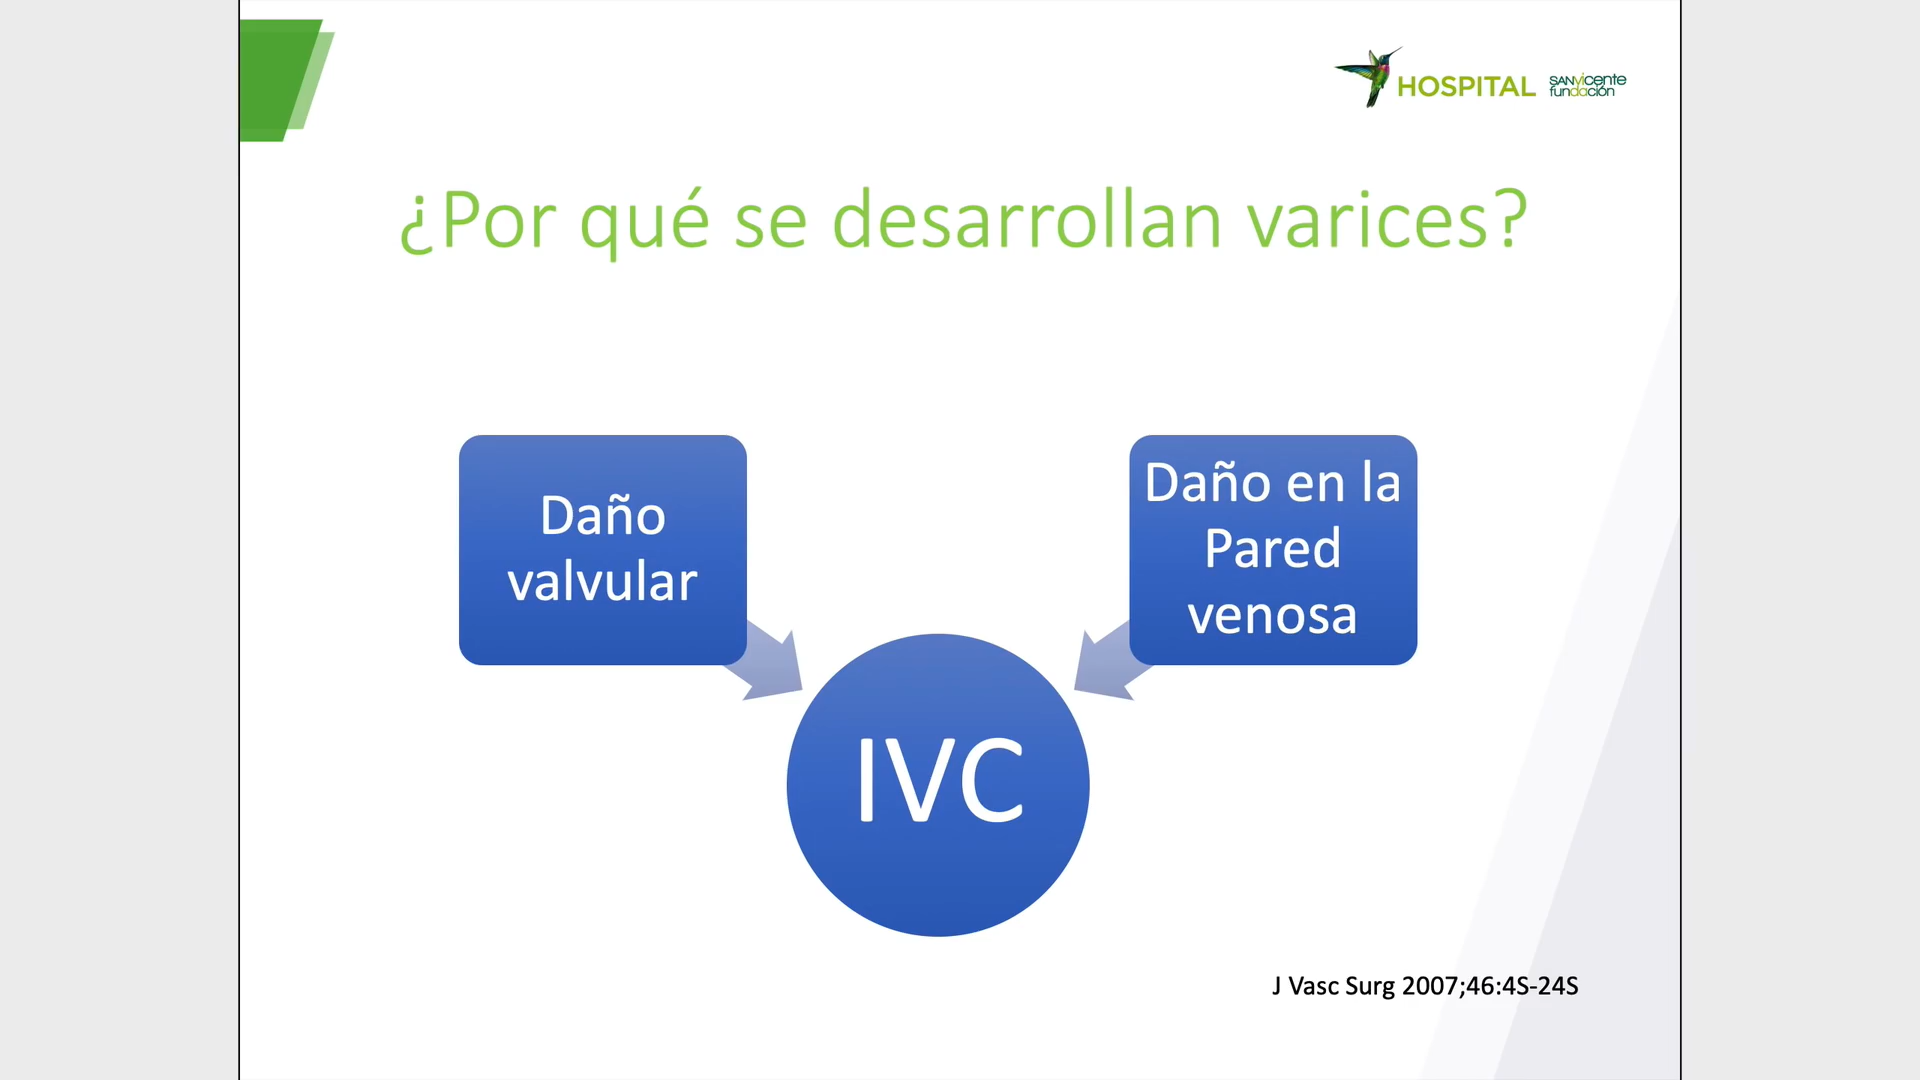 HOSPITAL
SANVicente
fundación
¿Por qué se desarrollan varices?
Daño
valvular
Daño en la
Pared
venosa
IVC
J Vasc Surg 2007;46:4S-24S